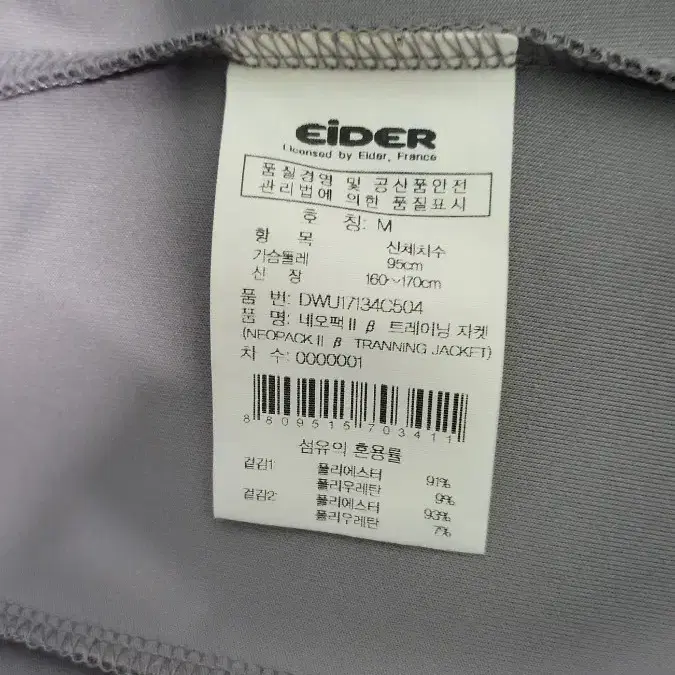 EiDER
Licensed by Eider, France
품질경영 및 공산품안전
관리법에 의한 품질표시
호 칭: M
항 목 신체치수
가슴둘레 95cm
신 장 160~170cm
품 번: DWU17134C504
품 명: 네오팩II β 트레이닝 자켓
(NEOPACK II β TRANNING JACKET)
차 수: 0000001
8809515703411
섬유의 혼용률
겉감1: 폴리에스터 91%
폴리우레탄 9%
겉감2: 폴리에스터 93%
폴리우레탄 7%